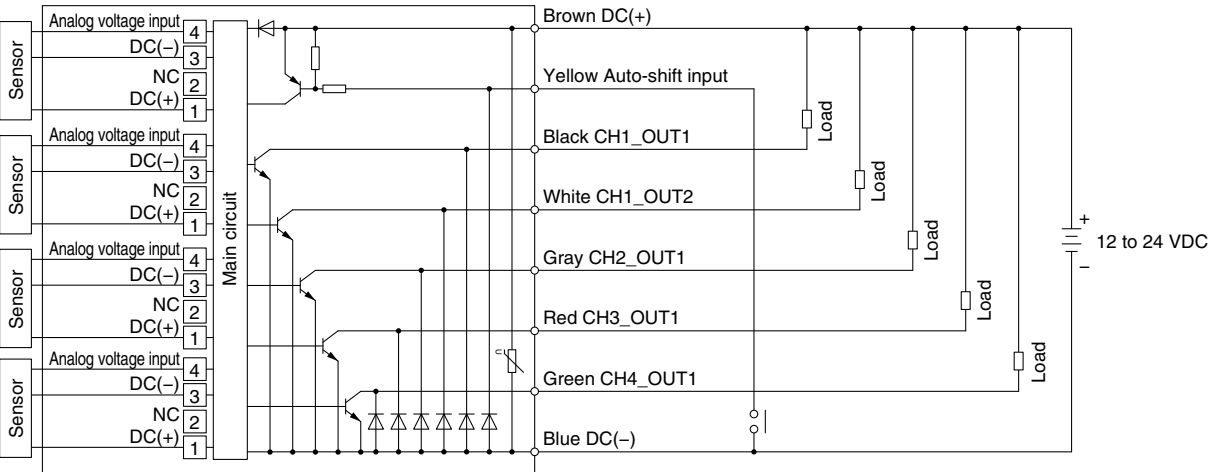 Sensor
Analog voltage input 4
DC(−) 3
NC 2
DC(+) 1
Sensor
Analog voltage input 4
DC(−) 3
NC 2
DC(+) 1
Sensor
Analog voltage input 4
DC(−) 3
NC 2
DC(+) 1
Sensor
Analog voltage input 4
DC(−) 3
NC 2
DC(+) 1
Main circuit
Brown DC(+)
Yellow Auto-shift input
Black CH1_OUT1
White CH1_OUT2
Gray CH2_OUT1
Red CH3_OUT1
Green CH4_OUT1
Blue DC(−)
Load
Load
Load
Load
Load
+
12 to 24 VDC
−